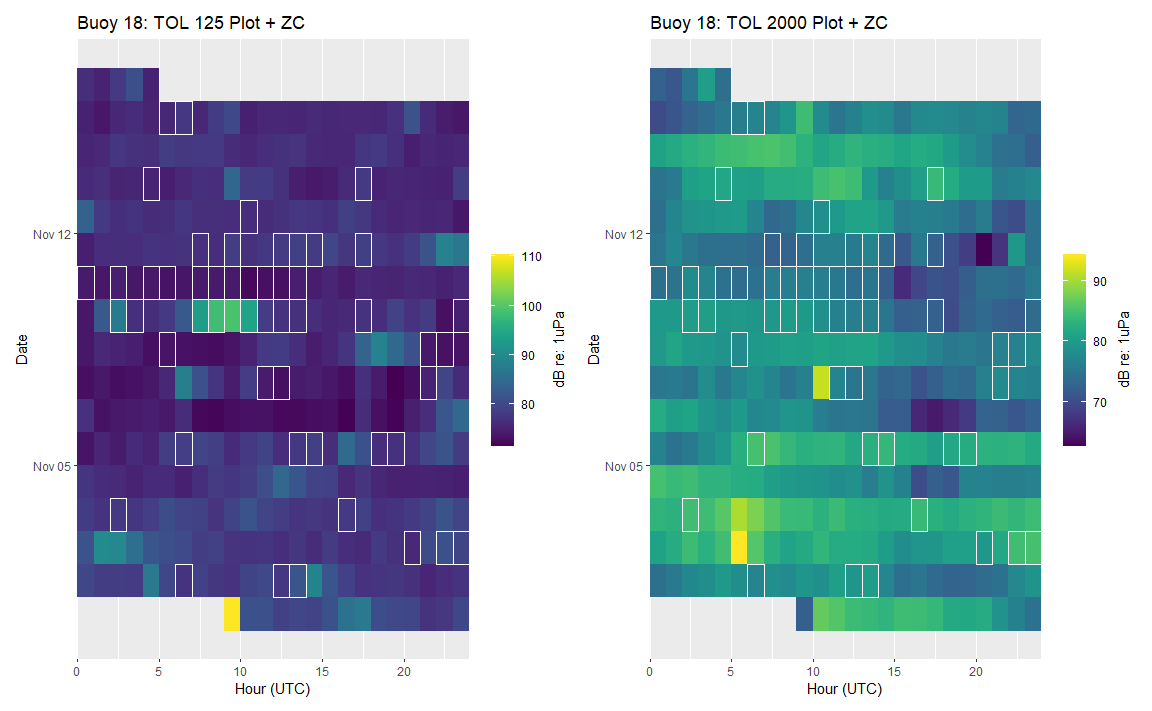 Buoy 18: TOL 125 Plot + ZC
Date
Nov 12
Nov 05
0 5 10 15 20
Hour (UTC)
110
100
90
80
dB re: 1uPa
Buoy 18: TOL 2000 Plot + ZC
Date
Nov 12
Nov 05
0 5 10 15 20
Hour (UTC)
90
80
70
dB re: 1uPa